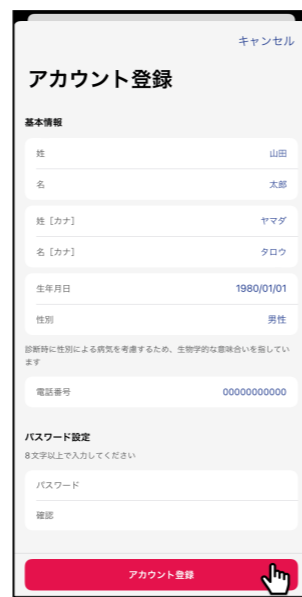 キャンセル
アカウント登録
基本情報
姓 山田
名 太郎
姓［カナ］ ヤマダ
名［カナ］ タロウ
生年月日 1980/01/01
性別 男性
診断時に性別による病気を考慮するため、生物学的な意味合いを指してい
ます
電話番号 00000000000
パスワード設定
8文字以上で入力してください
パスワード
確認
アカウント登録